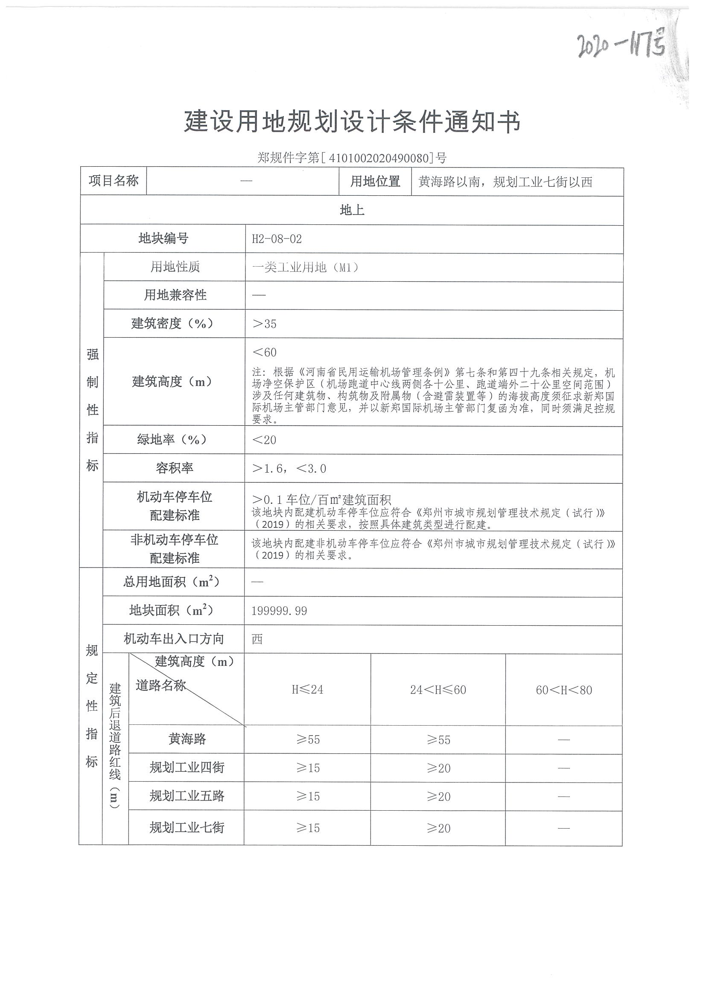 2020-117号
建设用地规划设计条件通知书
郑规件字第[4101002020490080]号
项目名称 — 用地位置 黄海路以南，规划工业七街以西
地上
地块编号 H2-08-02
强制性指标
用地性质 一类工业用地（M1）
用地兼容性 —
建筑密度（%） ＞35
建筑高度（m） ＜60
注：根据《河南省民用运输机场管理条例》第七条和第四十九条相关规定，机
场净空保护区（机场跑道中心线两侧各十公里、跑道端外二十公里空间范围）
涉及任何建筑物、构筑物及附属物（含避雷装置等）的海拔高度须征求新郑国
际机场主管部门意见，并以新郑国际机场主管部门复函为准，同时须满足控规
要求。
绿地率（%） ＜20
容积率 ＞1.6，＜3.0
机动车停车位
配建标准
＞0.1车位/百㎡建筑面积
该地块内配建机动车停车位应符合《郑州市城市规划管理技术规定（试行）》
（2019）的相关要求，按照具体建筑类型进行配建。
非机动车停车位
配建标准
该地块内配建非机动车停车位应符合《郑州市城市规划管理技术规定（试行）》
（2019）的相关要求。
规定性指标
总用地面积（m²） —
地块面积（m²） 199999.99
机动车出入口方向 西
建筑后退道路红线（m）
建筑高度（m）
道路名称 H≤24 24＜H≤60 60＜H＜80
黄海路 ≥55 ≥55 —
规划工业四街 ≥15 ≥20 —
规划工业五路 ≥15 ≥20 —
规划工业七街 ≥15 ≥20 —